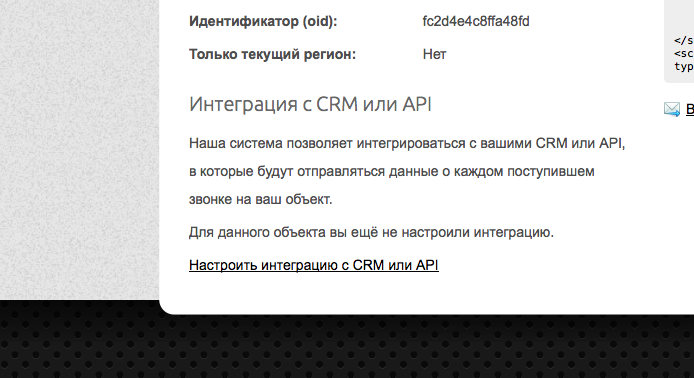 Идентификатор (oid): fc2d4e4c8ffa48fd
Только текущий регион: Нет
</s
<sc
typ
В
Интеграция с CRM или API
Наша система позволяет интегрироваться с вашими CRM или API,
в которые будут отправляться данные о каждом поступившем
звонке на ваш объект.
Для данного объекта вы ещё не настроили интеграцию.
Настроить интеграцию с CRM или API